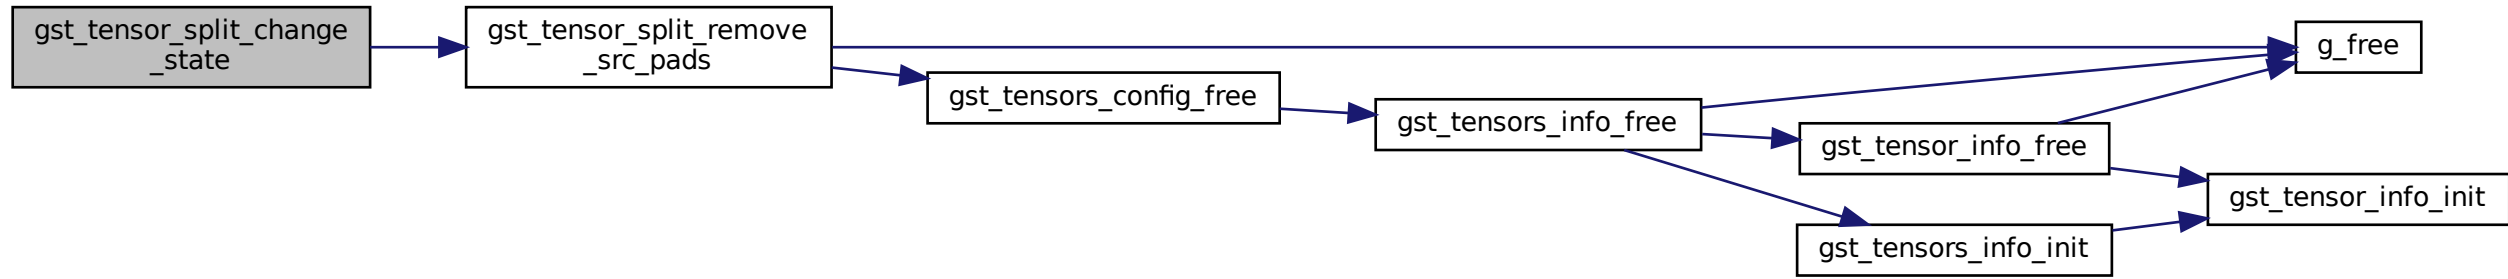 gst_tensor_split_change
_state
gst_tensor_split_remove
_src_pads
g_free
gst_tensors_config_free
gst_tensors_info_free
gst_tensor_info_free
gst_tensor_info_init
gst_tensors_info_init